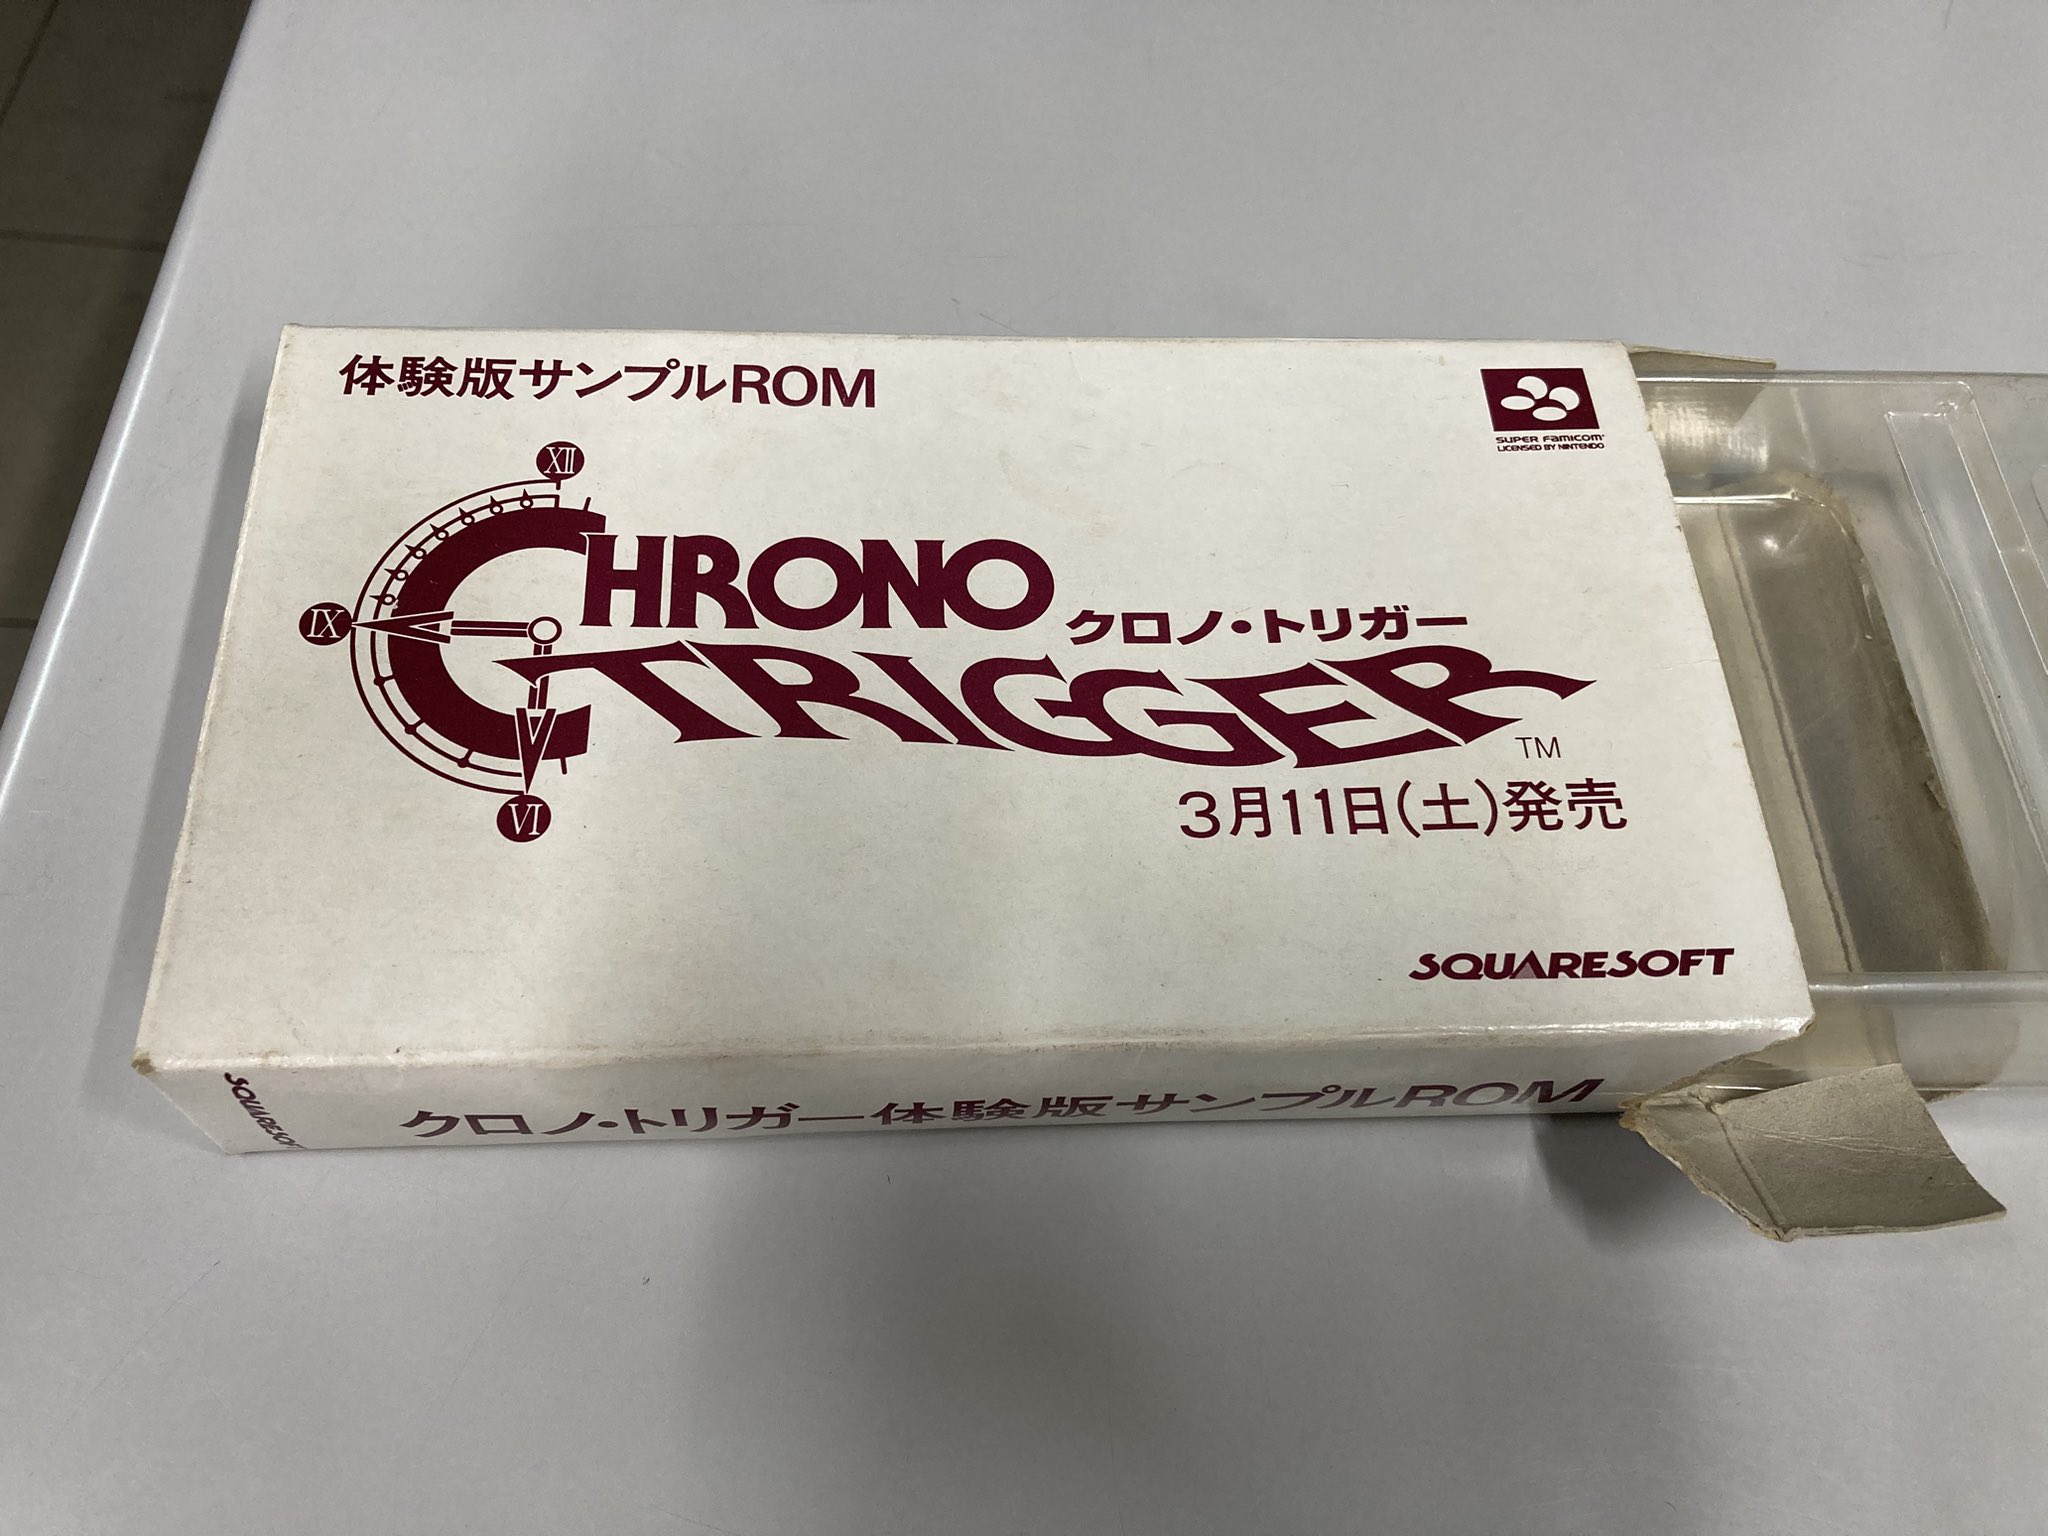 体験版サンプルROM
SUPER FAMICOM
LICENSED BY NINTENDO
XII
IX
VI
CHRONO
クロノ・トリガー
TRIGGER
TM
3月11日(土)発売
SQUARESOFT
SQUARESOFT
クロノ・トリガー体験版サンプルROM